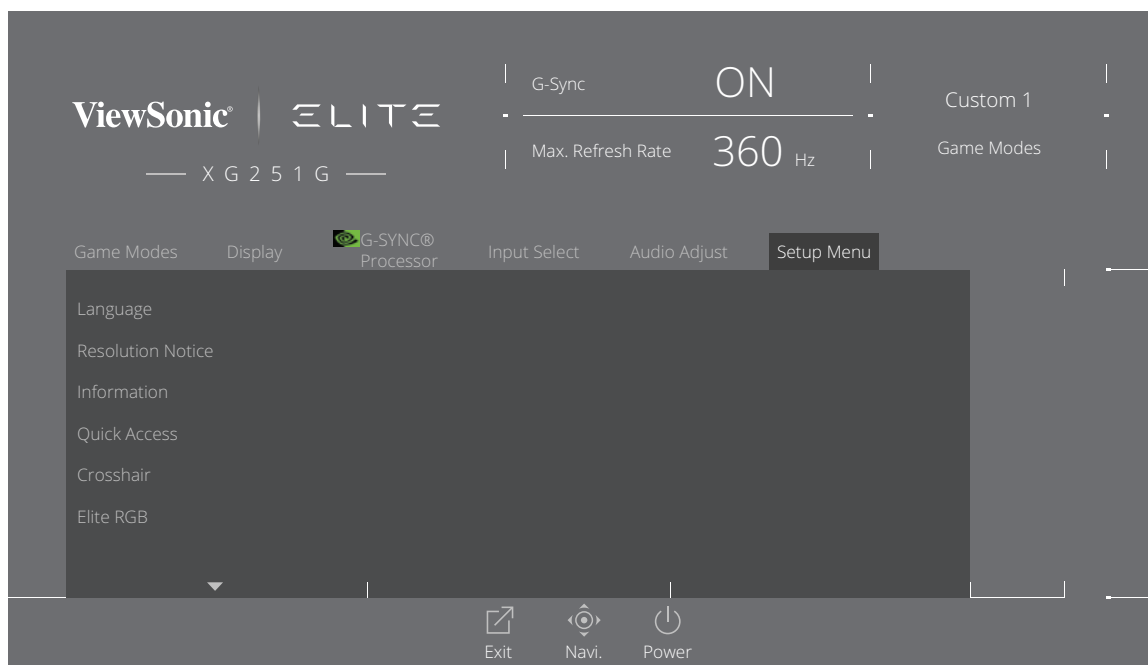 ViewSonic® ELITE
XG251G
G-Sync ON
Max. Refresh Rate 360 Hz
Custom 1
Game Modes
Game Modes
Display
G-SYNC®
Processor
Input Select
Audio Adjust
Setup Menu
Language
Resolution Notice
Information
Quick Access
Crosshair
Elite RGB
Exit
Navi.
Power